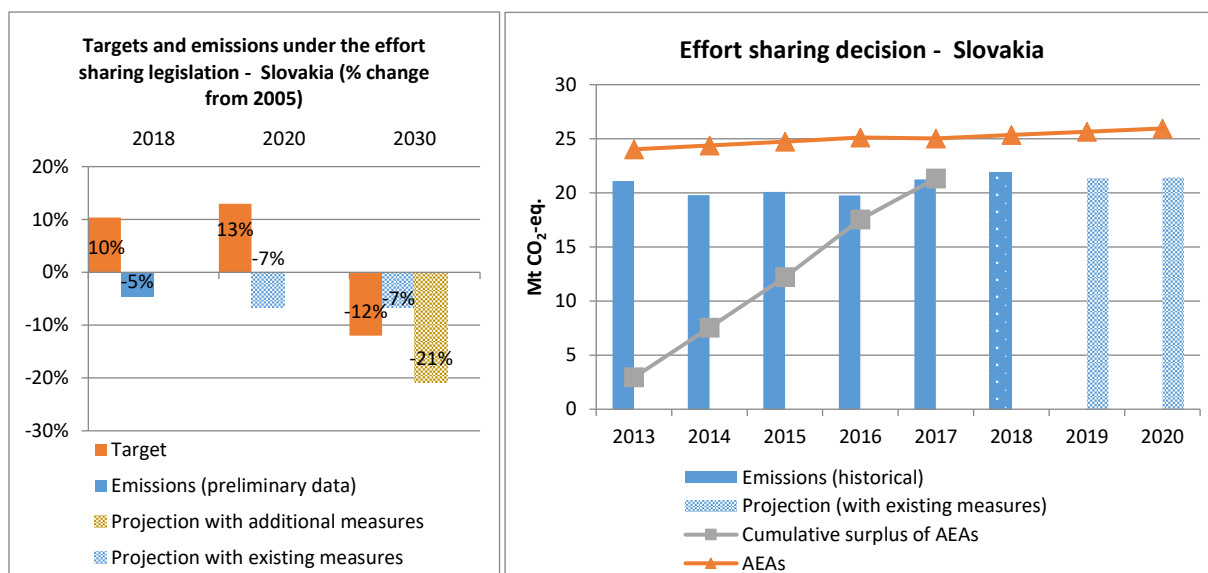 Targets and emissions under the effort
sharing legislation - Slovakia (% change
from 2005)
2018 2020 2030
20%
10%
0%
-10%
-20%
-30%
10%
-5%
13%
-7%
-12%
-7%
-21%
Target
Emissions (preliminary data)
Projection with additional measures
Projection with existing measures
Effort sharing decision - Slovakia
Mt CO₂-eq.
30
25
20
15
10
5
0
2013 2014 2015 2016 2017 2018 2019 2020
Emissions (historical)
Projection (with existing measures)
Cumulative surplus of AEAs
AEAs